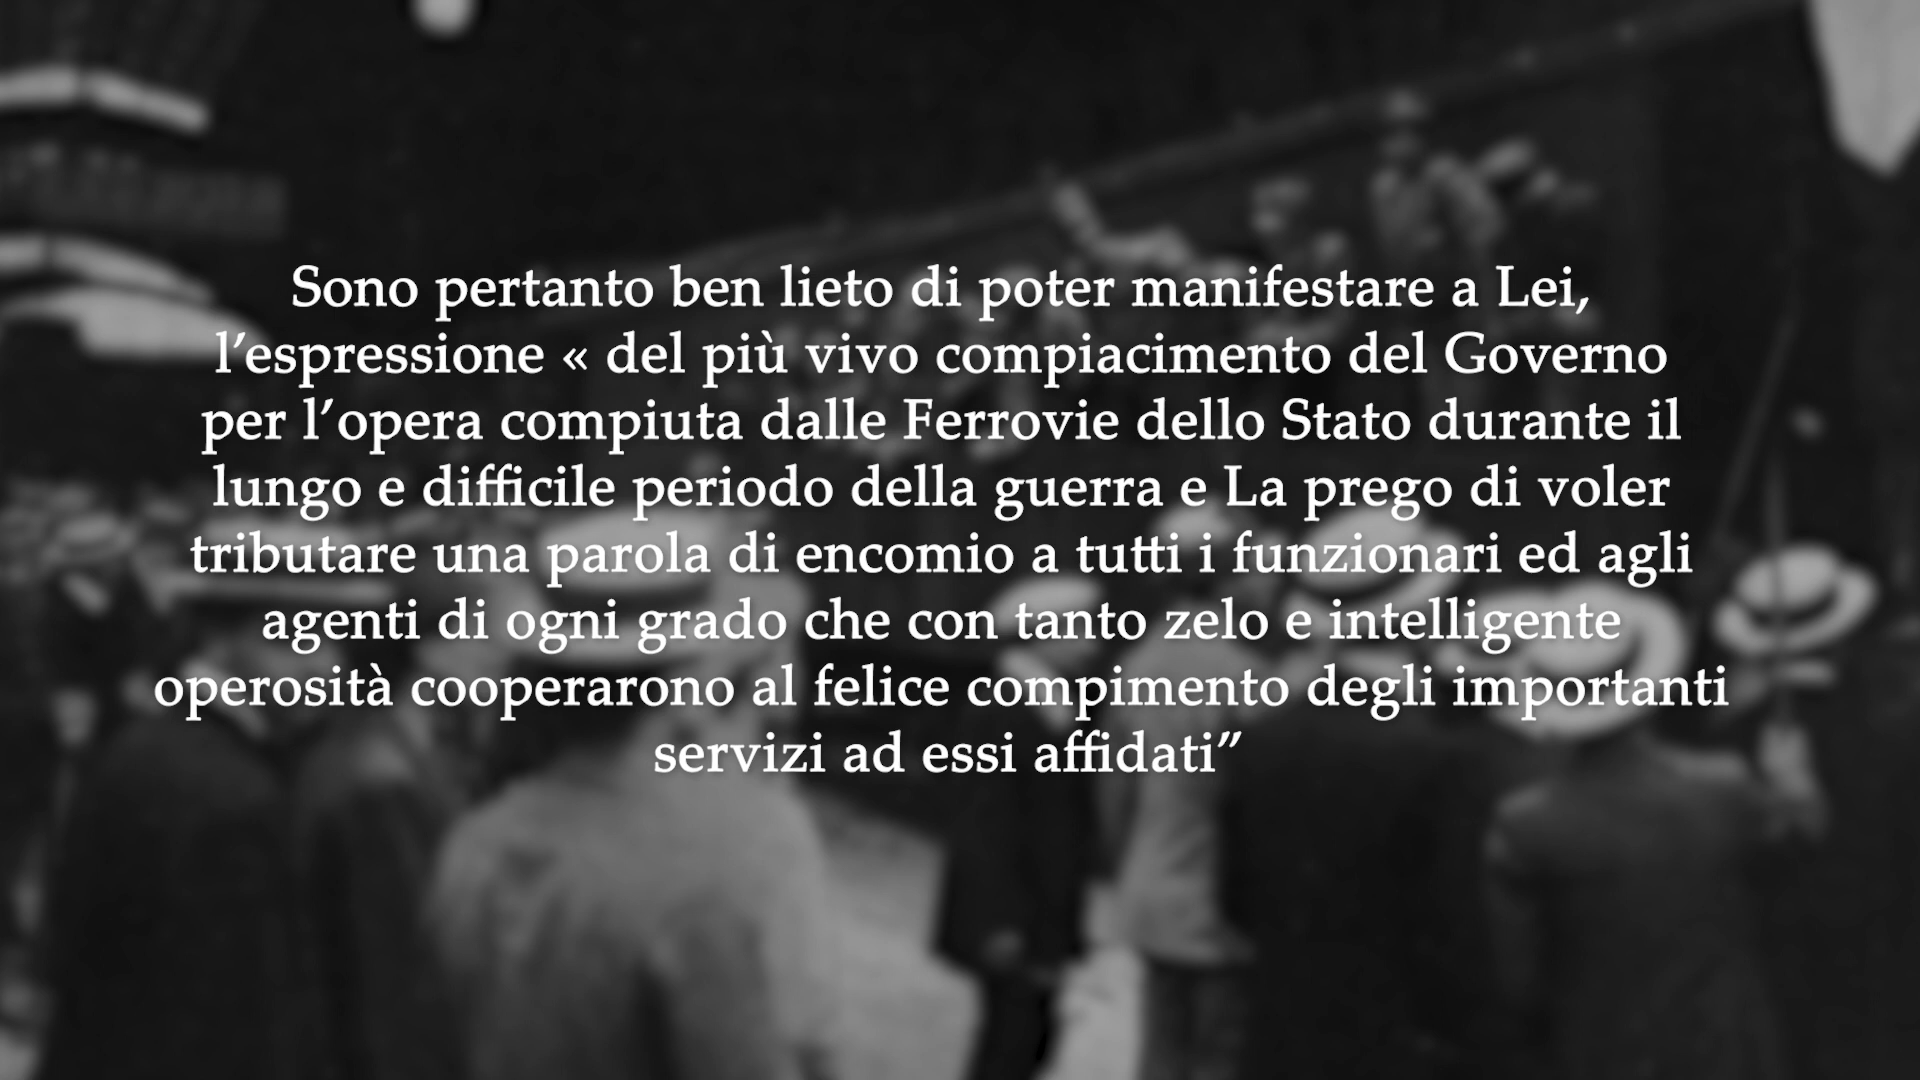 Sono pertanto ben lieto di poter manifestare a Lei,
l’espressione « del più vivo compiacimento del Governo
per l’opera compiuta dalle Ferrovie dello Stato durante il
lungo e difficile periodo della guerra e La prego di voler
tributare una parola di encomio a tutti i funzionari ed agli
agenti di ogni grado che con tanto zelo e intelligente
operosità cooperarono al felice compimento degli importanti
servizi ad essi affidati”